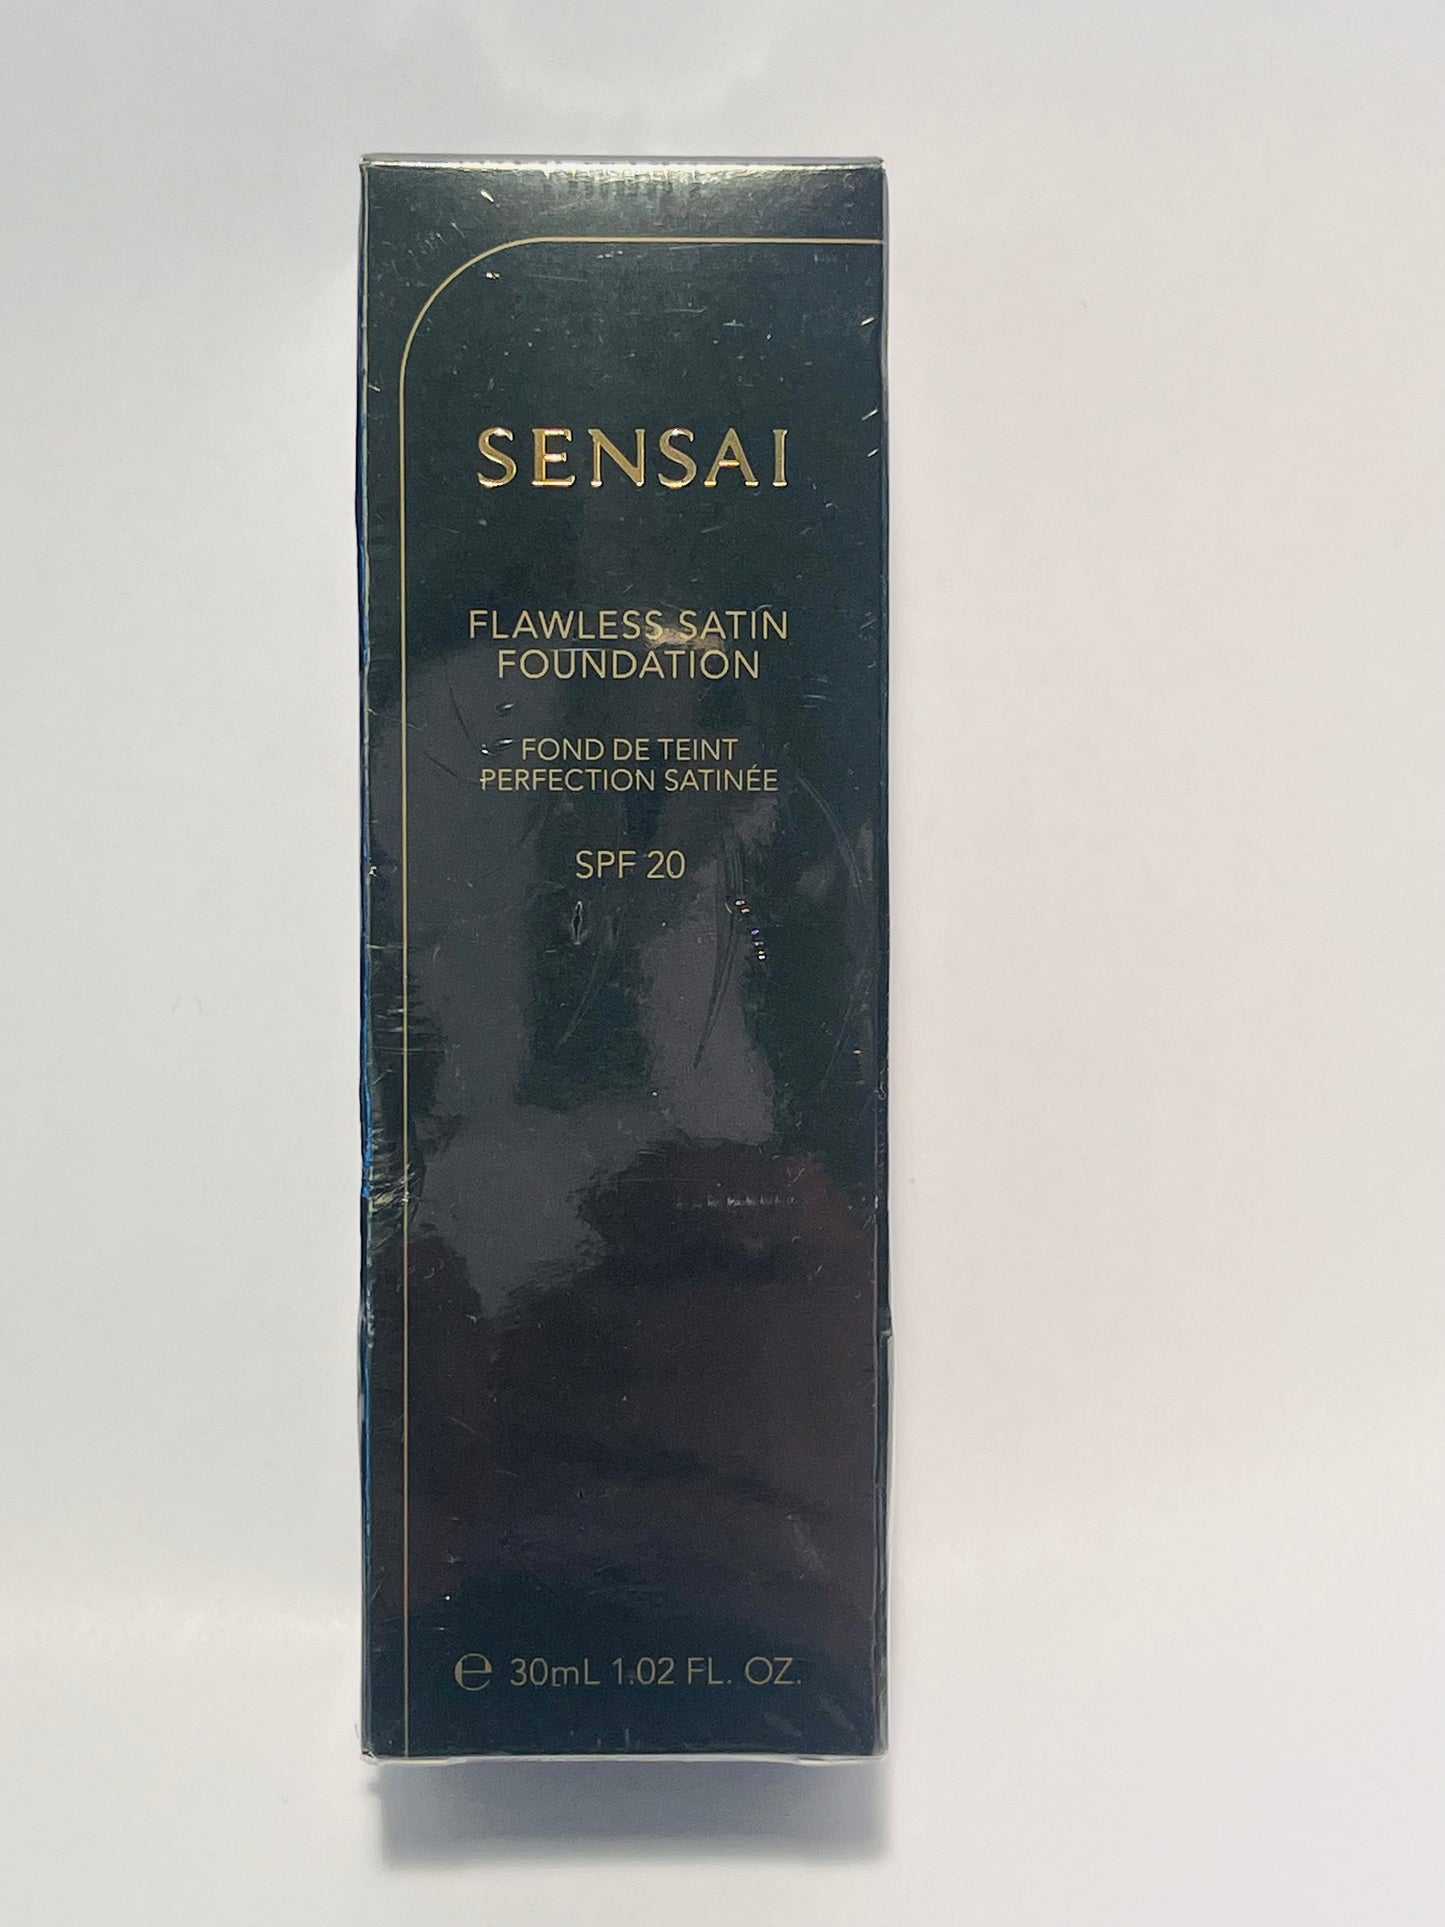 SENSAI
FLAWLESS SATIN
FOUNDATION
FOND DE TEINT
PERFECTION SATINÉE
SPF 20
℮ 30mL 1.02 FL. OZ.